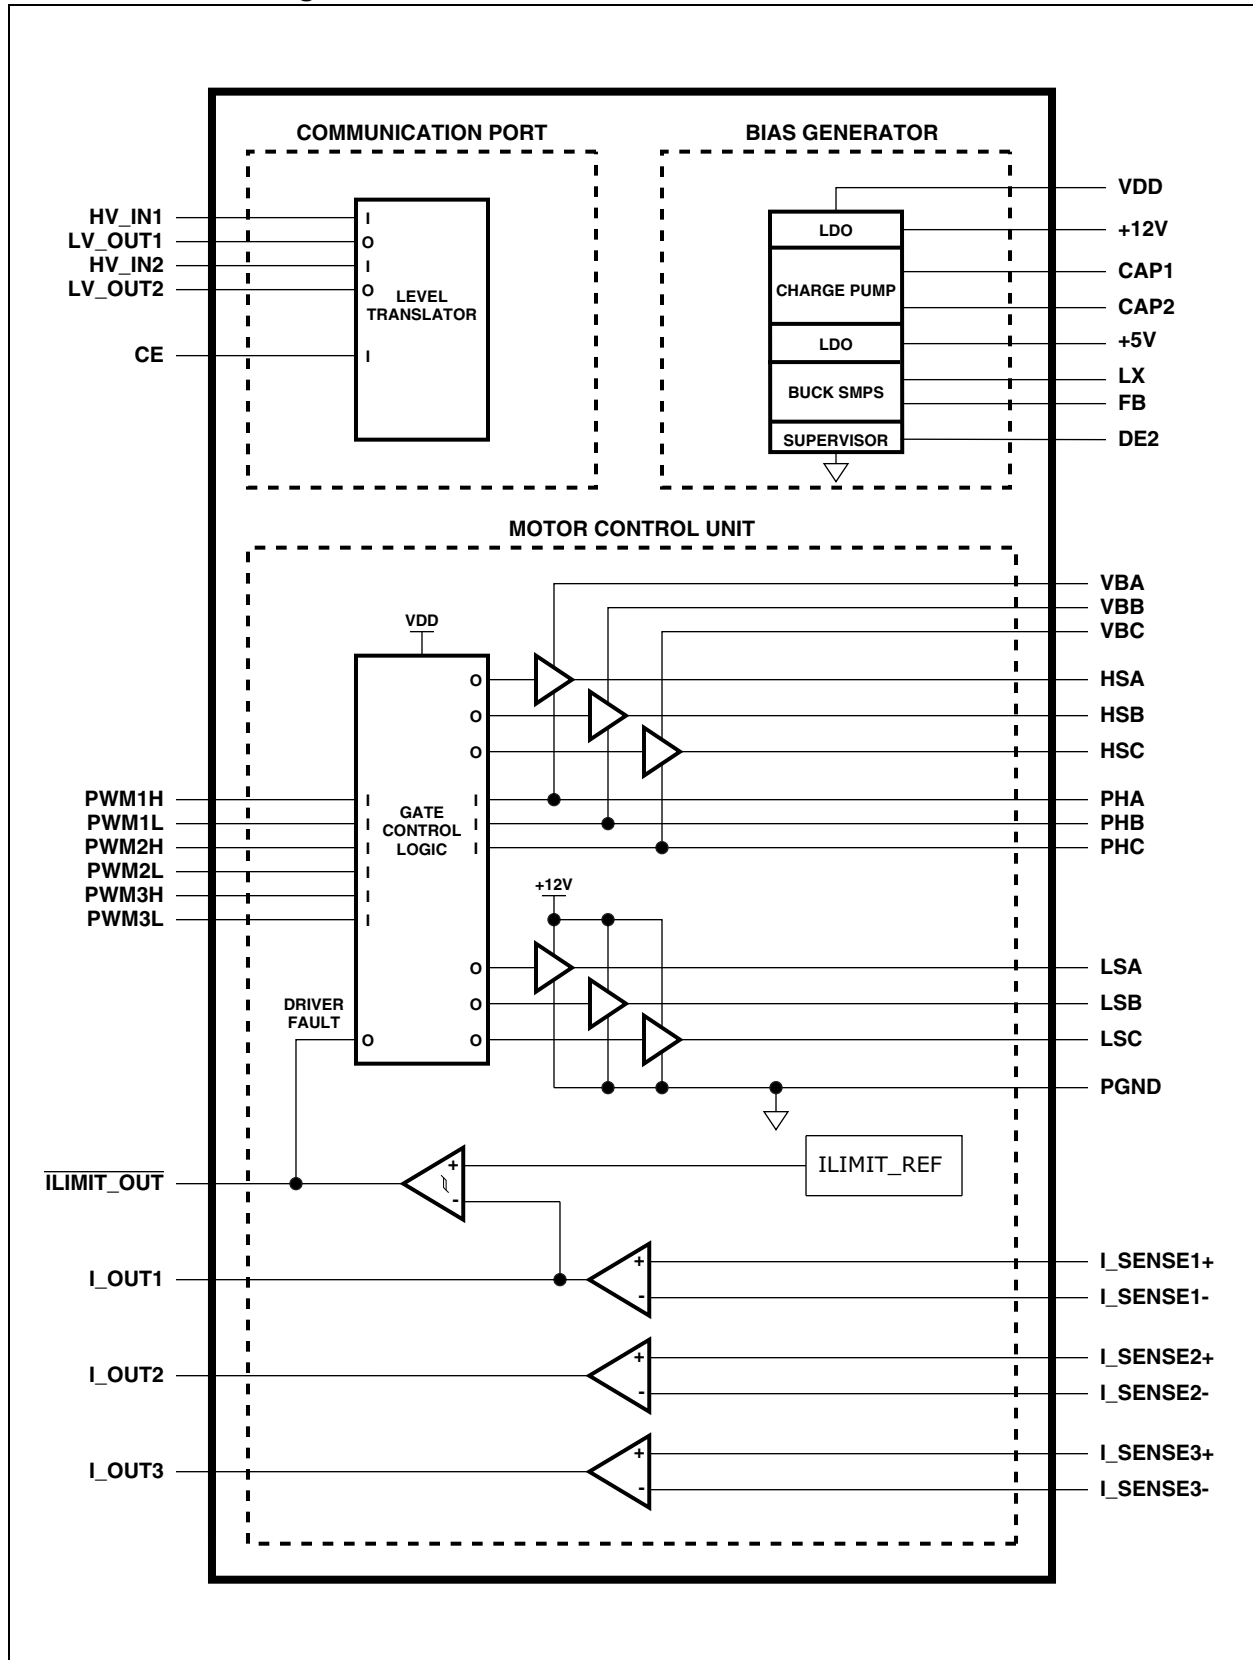 COMMUNICATION PORT
BIAS GENERATOR
HV_IN1
LV_OUT1
HV_IN2
LV_OUT2
CE
I
O
I
O
I
LEVEL
TRANSLATOR
LDO
CHARGE PUMP
LDO
BUCK SMPS
SUPERVISOR
VDD
+12V
CAP1
CAP2
+5V
LX
FB
DE2
MOTOR CONTROL UNIT
VDD
PWM1H
PWM1L
PWM2H
PWM2L
PWM3H
PWM3L
I
I
I
I
I
I
GATE
CONTROL
LOGIC
O
O
O
I
I
I
O
O
O
O
DRIVER
FAULT
+12V
VBA
VBB
VBC
HSA
HSB
HSC
PHA
PHB
PHC
LSA
LSB
LSC
PGND
ILIMIT_OUT
+
-
ILIMIT_REF
I_OUT1
+
-
I_SENSE1+
I_SENSE1-
I_OUT2
+
-
I_SENSE2+
I_SENSE2-
I_OUT3
+
-
I_SENSE3+
I_SENSE3-